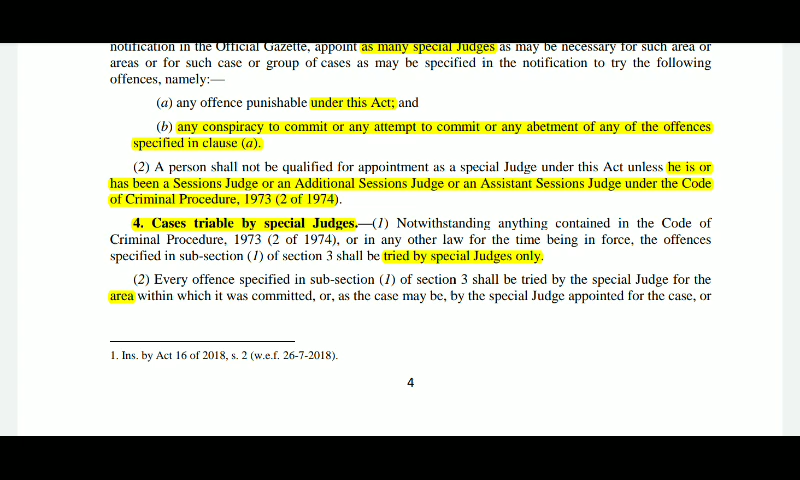 notification in the Official Gazette, appoint as many special Judges as may be necessary for such area or
areas or for such case or group of cases as may be specified in the notification to try the following
offences, namely:—
(a) any offence punishable under this Act; and
(b) any conspiracy to commit or any attempt to commit or any abetment of any of the offences
specified in clause (a).
(2) A person shall not be qualified for appointment as a special Judge under this Act unless he is or
has been a Sessions Judge or an Additional Sessions Judge or an Assistant Sessions Judge under the Code
of Criminal Procedure, 1973 (2 of 1974).
4. Cases triable by special Judges.—(1) Notwithstanding anything contained in the Code of
Criminal Procedure, 1973 (2 of 1974), or in any other law for the time being in force, the offences
specified in sub-section (1) of section 3 shall be tried by special Judges only.
(2) Every offence specified in sub-section (1) of section 3 shall be tried by the special Judge for the
area within which it was committed, or, as the case may be, by the special Judge appointed for the case, or
1. Ins. by Act 16 of 2018, s. 2 (w.e.f. 26-7-2018).
4